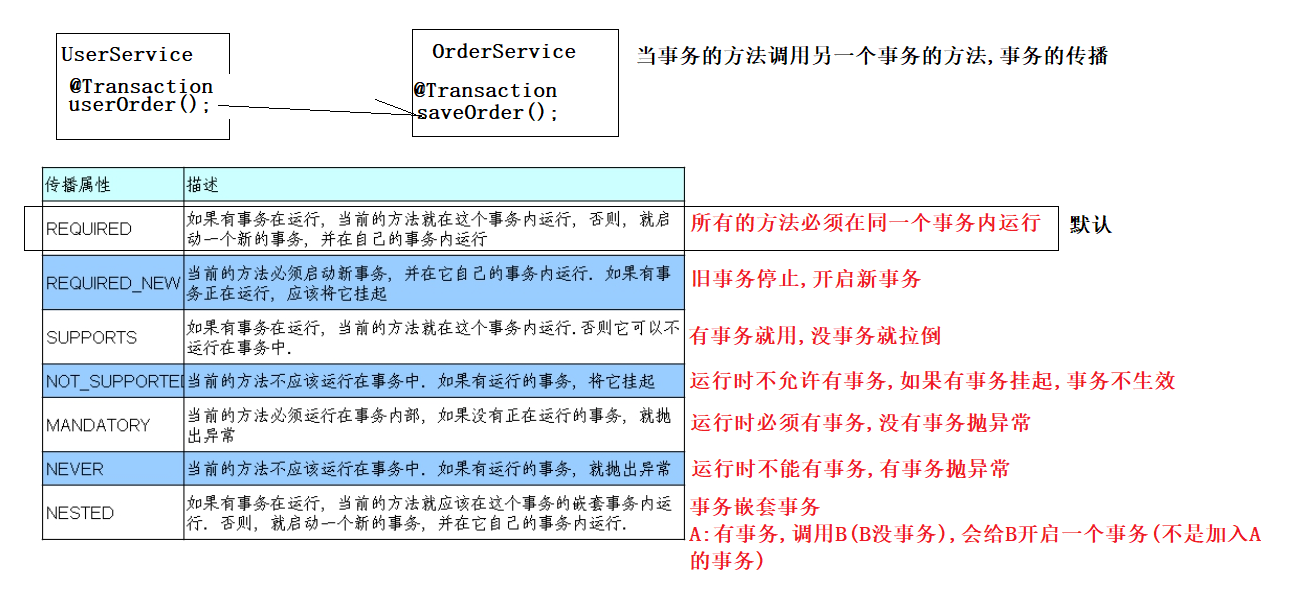 UserService
@Transaction
userOrder();
OrderService
@Transaction
saveOrder();
当事务的方法调用另一个事务的方法,事务的传播
传播属性 描述
REQUIRED
如果有事务在运行, 当前的方法就在这个事务内运行, 否则, 就启
动一个新的事务, 并在自己的事务内运行
所有的方法必须在同一个事务内运行
默认
REQUIRED_NEW
当前的方法必须启动新事务, 并在它自己的事务内运行. 如果有事
务正在运行, 应该将它挂起
旧事务停止,开启新事务
SUPPORTS
如果有事务在运行, 当前的方法就在这个事务内运行.否则它可以不
运行在事务中.
有事务就用,没事务就拉倒
NOT_SUPPORTE
当前的方法不应该运行在事务中. 如果有运行的事务, 将它挂起
运行时不允许有事务,如果有事务挂起,事务不生效
MANDATORY
当前的方法必须运行在事务内部, 如果没有正在运行的事务, 就抛
出异常
运行时必须有事务,没有事务抛异常
NEVER
当前的方法不应该运行在事务中. 如果有运行的事务, 就抛出异常
运行时不能有事务,有事务抛异常
NESTED
如果有事务在运行, 当前的方法就应该在这个事务的嵌套事务内运
行. 否则, 就启动一个新的事务, 并在它自己的事务内运行.
事务嵌套事务
A:有事务,调用B(B没事务),会给B开启一个事务(不是加入A
的事务)